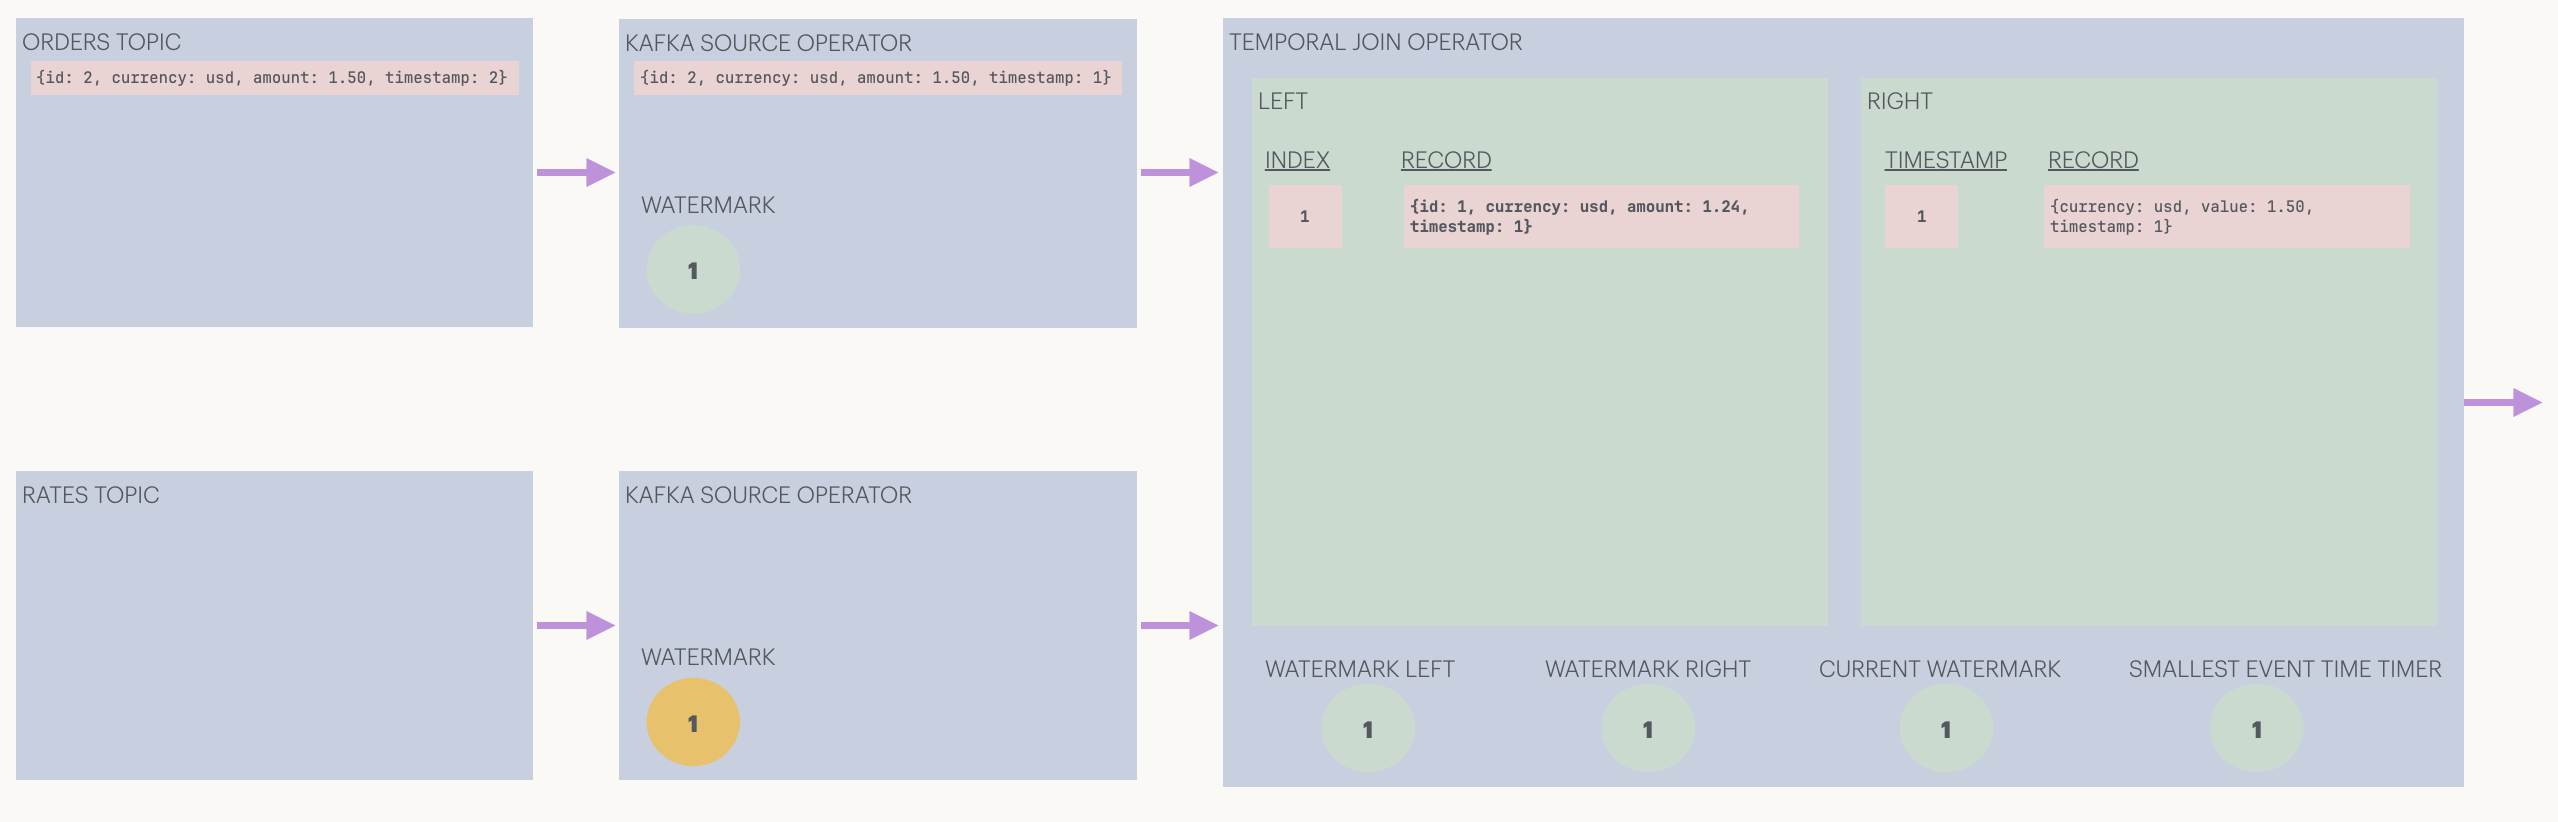 ORDERS TOPIC
{id: 2, currency: usd, amount: 1.50, timestamp: 2}
KAFKA SOURCE OPERATOR
{id: 2, currency: usd, amount: 1.50, timestamp: 1}
WATERMARK
1
RATES TOPIC
KAFKA SOURCE OPERATOR
WATERMARK
1
TEMPORAL JOIN OPERATOR
LEFT
INDEX
RECORD
1
{id: 1, currency: usd, amount: 1.24,
timestamp: 1}
RIGHT
TIMESTAMP
RECORD
1
{currency: usd, value: 1.50,
timestamp: 1}
WATERMARK LEFT
1
WATERMARK RIGHT
1
CURRENT WATERMARK
1
SMALLEST EVENT TIME TIMER
1